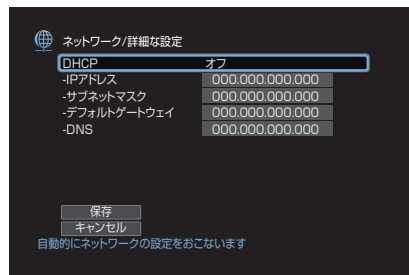 ネットワーク/詳細な設定
DHCP オフ
-IPアドレス 000.000.000.000
-サブネットマスク 000.000.000.000
-デフォルトゲートウェイ 000.000.000.000
-DNS 000.000.000.000
保存
キャンセル
自動的にネットワークの設定をおこないます